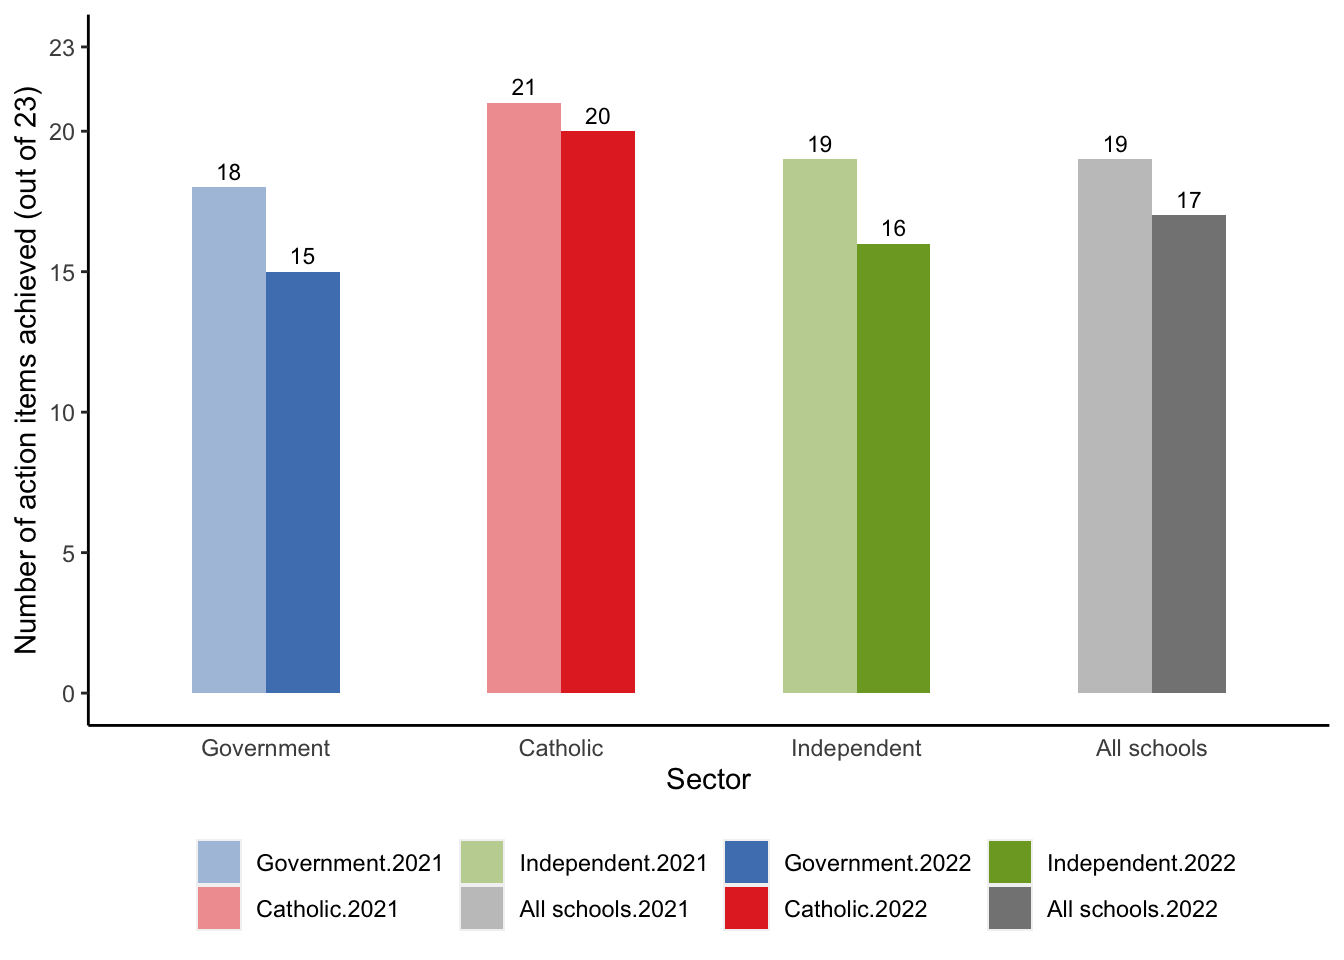 Number of action items achieved (out of 23)
23
20
15
10
5
0
18
15
21
20
19
16
19
17
Government
Catholic
Independent
All schools
Sector
Government.2021
Independent.2021
Government.2022
Independent.2022
Catholic.2021
All schools.2021
Catholic.2022
All schools.2022